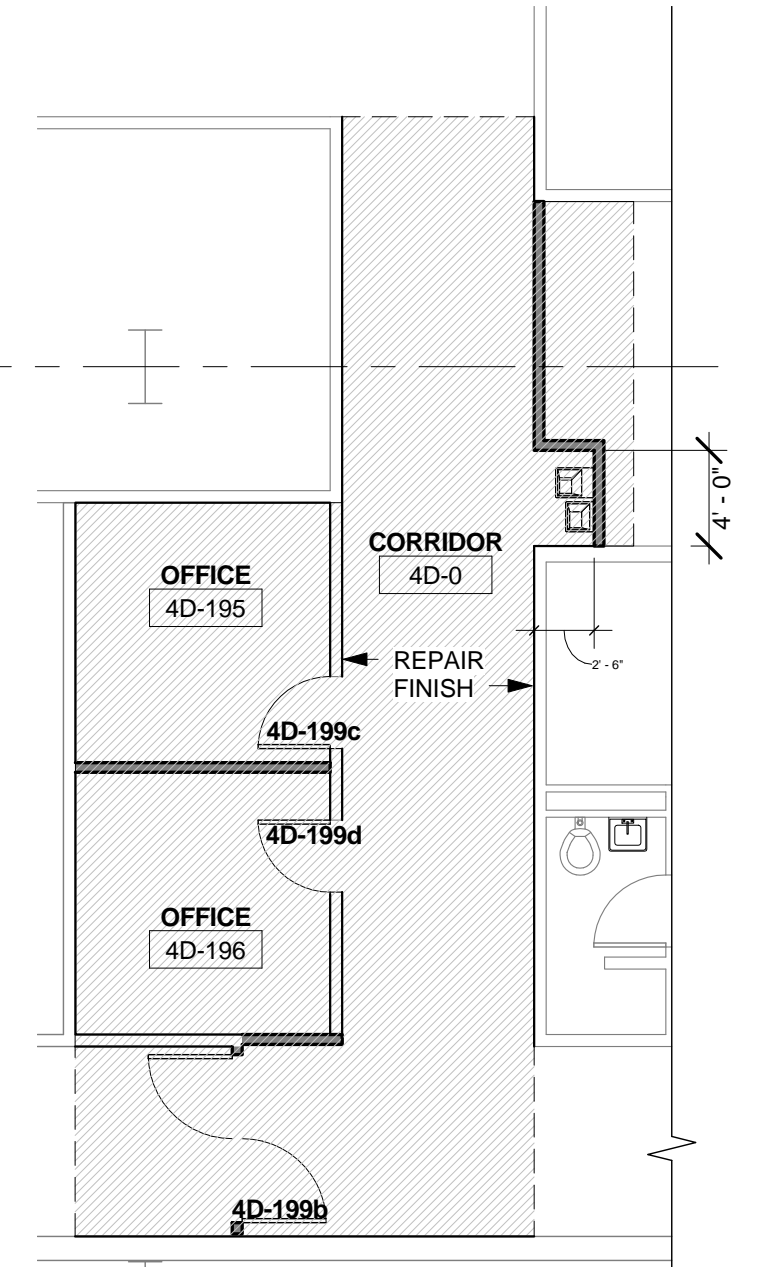 4' - 0"
CORRIDOR
4D-0
OFFICE
4D-195
REPAIR
FINISH
2' - 6"
4D-199c
4D-199d
OFFICE
4D-196
4D-199b